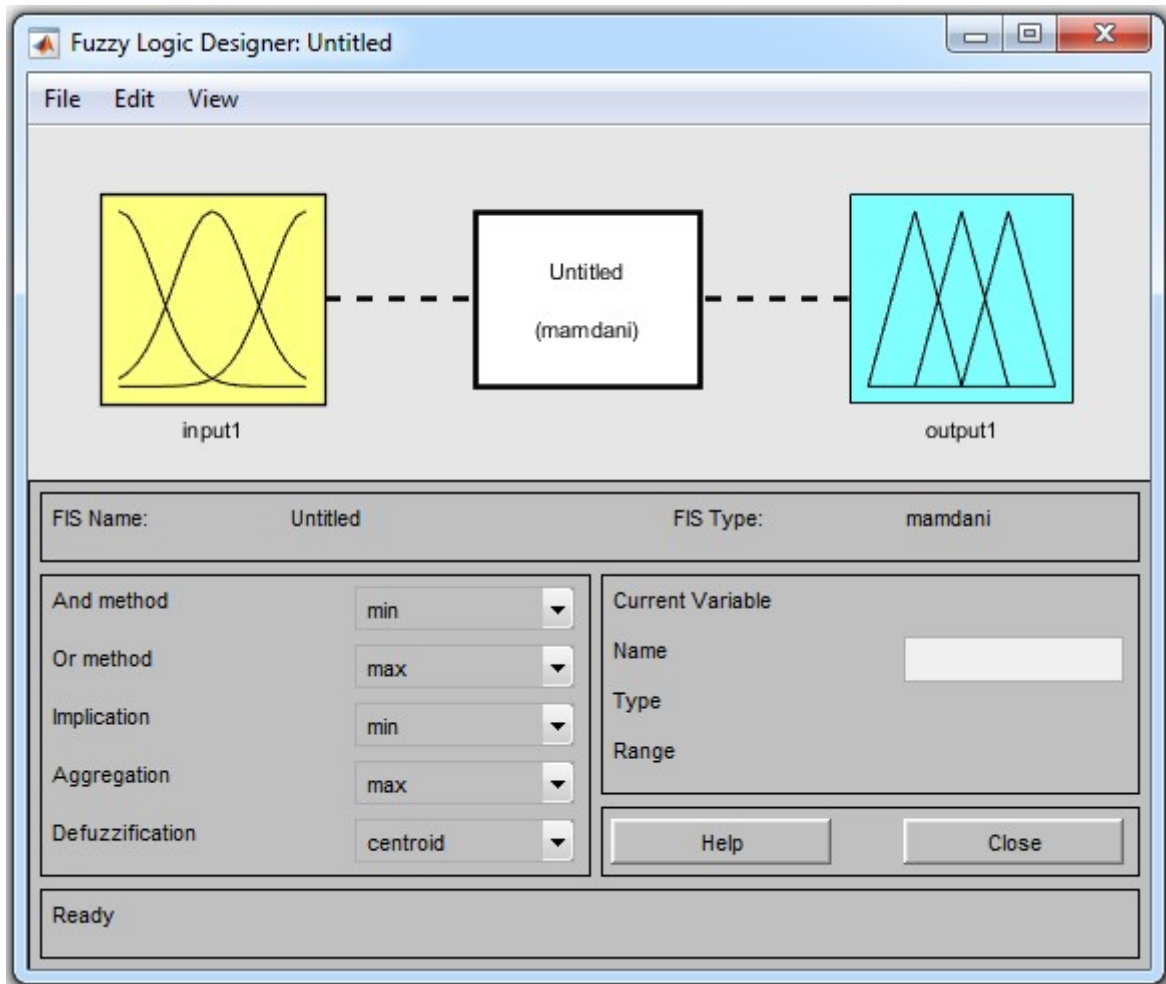 Fuzzy Logic Designer: Untitled
File Edit View
Untitled
(mamdani)
input1
output1
FIS Name: Untitled FIS Type: mamdani
And method min
Or method max
Implication min
Aggregation max
Defuzzification centroid
Current Variable
Name
Type
Range
Help Close
Ready